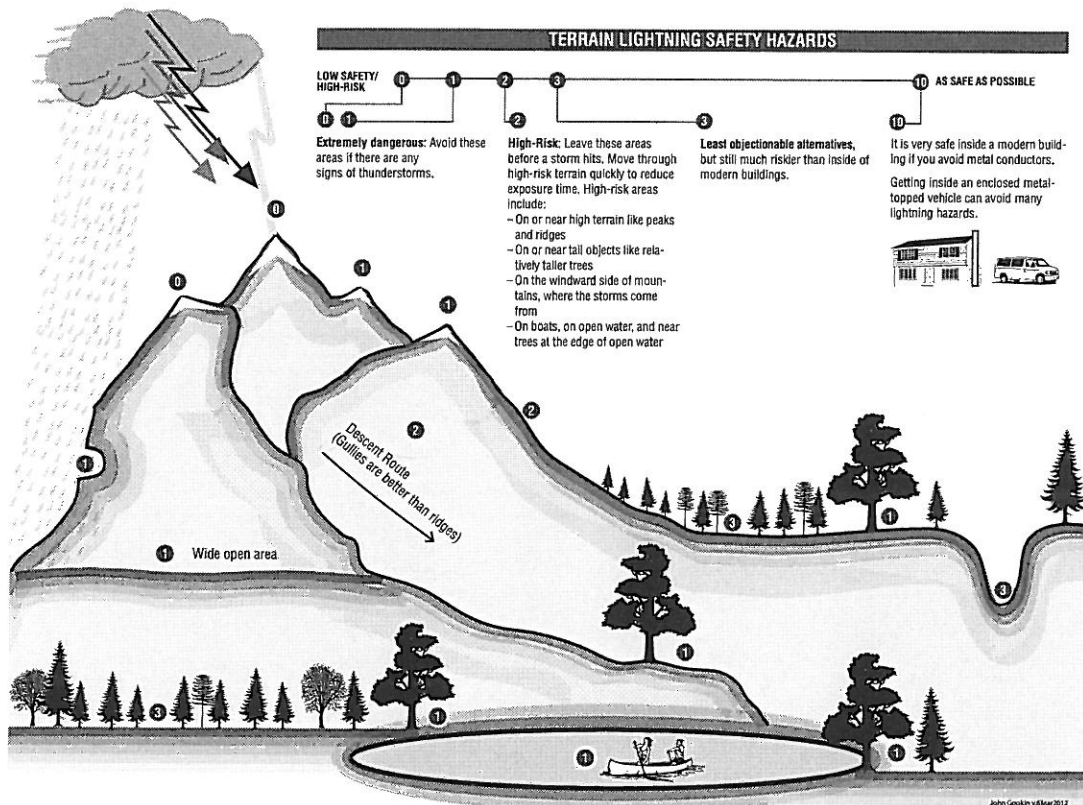 TERRAIN LIGHTNING SAFETY HAZARDS
LOW SAFETY/
HIGH-RISK
0
1
2
3
10
AS SAFE AS POSSIBLE
0
1
2
3
10
Extremely dangerous: Avoid these
areas if there are any
signs of thunderstorms.
High-Risk: Leave these areas
before a storm hits. Move through
high-risk terrain quickly to reduce
exposure time. High-risk areas
include:
– On or near high terrain like peaks
and ridges
– On or near tall objects like rela-
tively taller trees
– On the windward side of moun-
tains, where the storms come
from
– On boats, on open water, and near
trees at the edge of open water
Least objectionable alternatives,
but still much riskier than inside of
modern buildings.
It is very safe inside a modern build-
ing if you avoid metal conductors.
Getting inside an enclosed metal-
topped vehicle can avoid many
lightning hazards.
0
0
1
1
2
2
1
Descent Route
(Gullies are better than ridges)
3
1
3
1
Wide open area
1
3
1
1
1
John Gookin v.6Mar2012